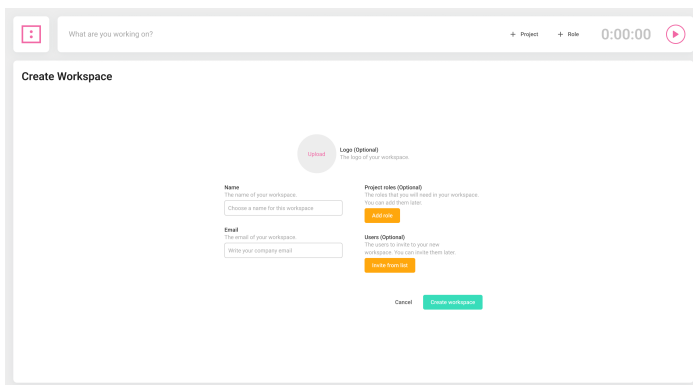 What are you working on?
+ Project
+ Role
0:00:00
Create Workspace
Upload
Logo (Optional)
The logo of your workspace.
Name
The name of your workspace.
Choose a name for this workspace
Email
The email of your workspace
Write your company email
Project roles (Optional)
The roles that you will need in your workspace.
You can add them later.
Add role
Users (Optional)
The users to invite to your new
workspace. You can invite them later.
Invite from list
Cancel
Create workspace